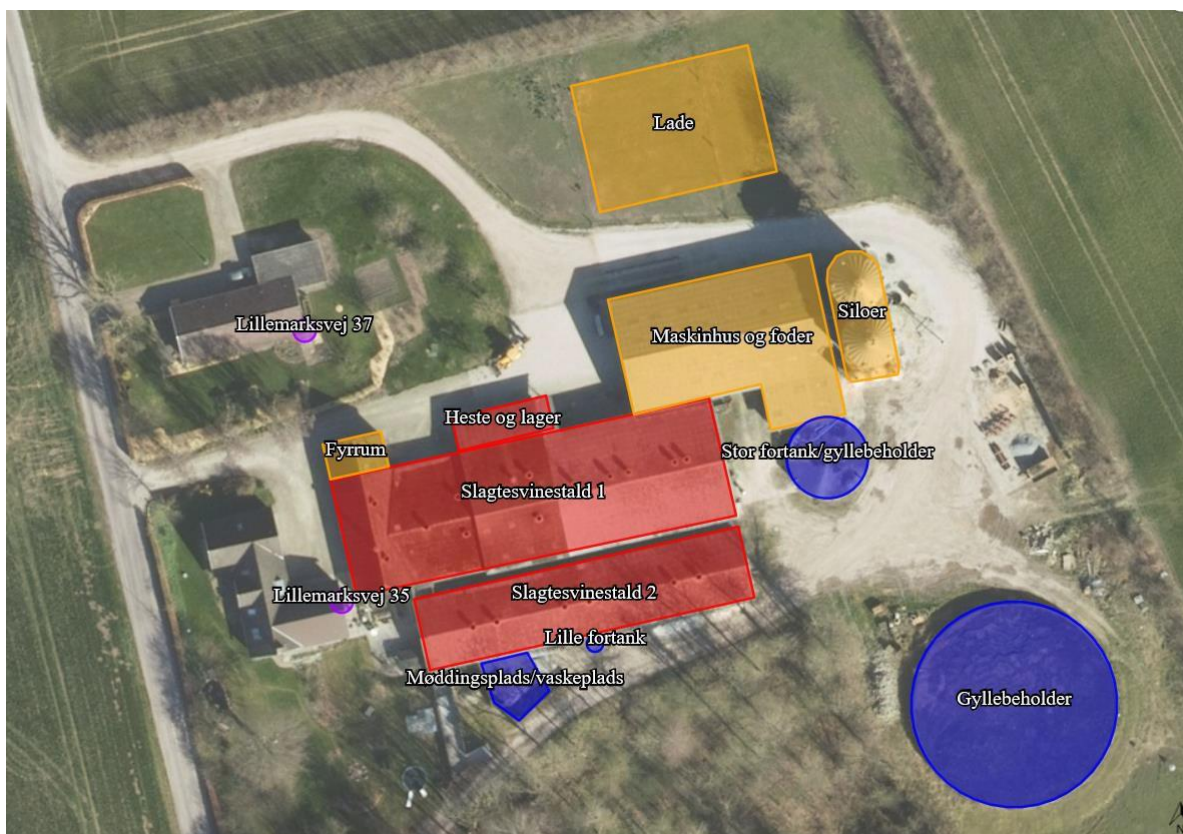 Lade
Siloer
Lillemarksvej 37
Maskinhus og foder
Heste og lager
Fyrrum
Stor fortank/gyllebeholder
Slagtesvinestald 1
Lillemarksvej 35
Slagtesvinestald 2
Lille fortank
Møddingsplads/vaskeplads
Gyllebeholder